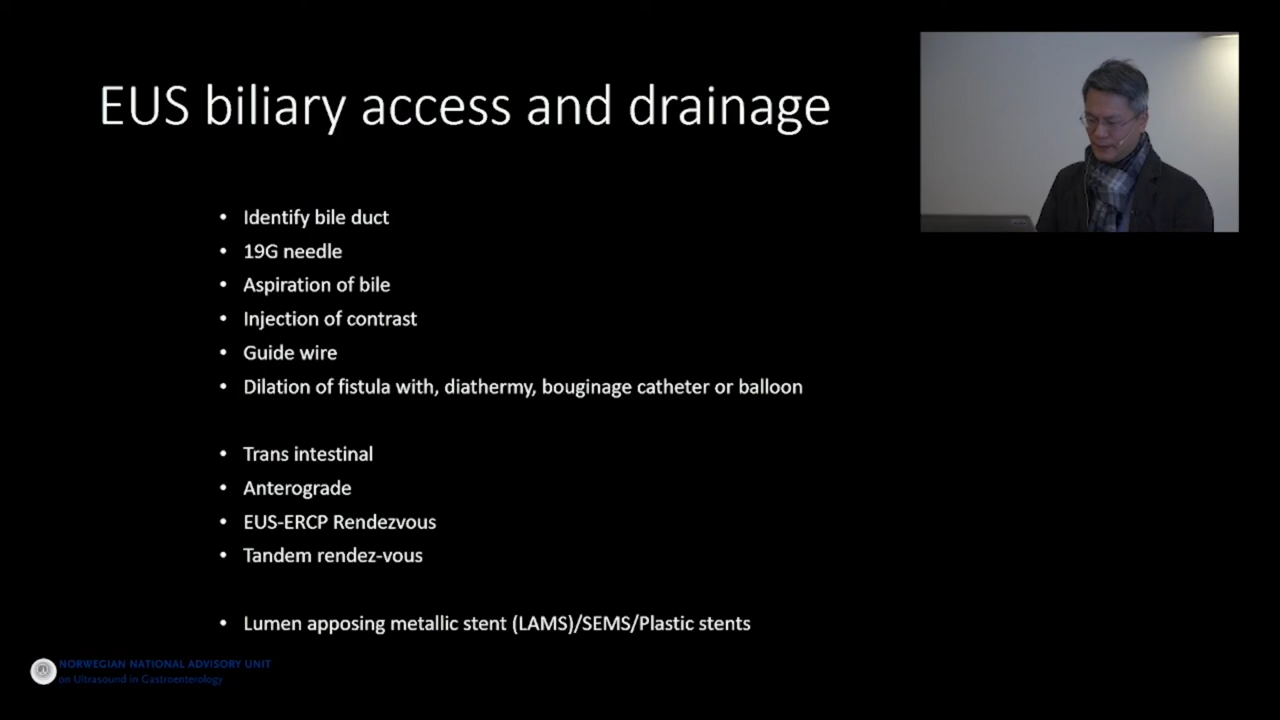 EUS biliary access and drainage
• Identify bile duct
• 19G needle
• Aspiration of bile
• Injection of contrast
• Guide wire
• Dilation of fistula with, diathermy, bouginage catheter or balloon
• Trans intestinal
• Anterograde
• EUS-ERCP Rendezvous
• Tandem rendez-vous
• Lumen apposing metallic stent (LAMS)/SEMS/Plastic stents
NORWEGIAN NATIONAL ADVISORY UNIT
on Ultrasound in Gastroenterology